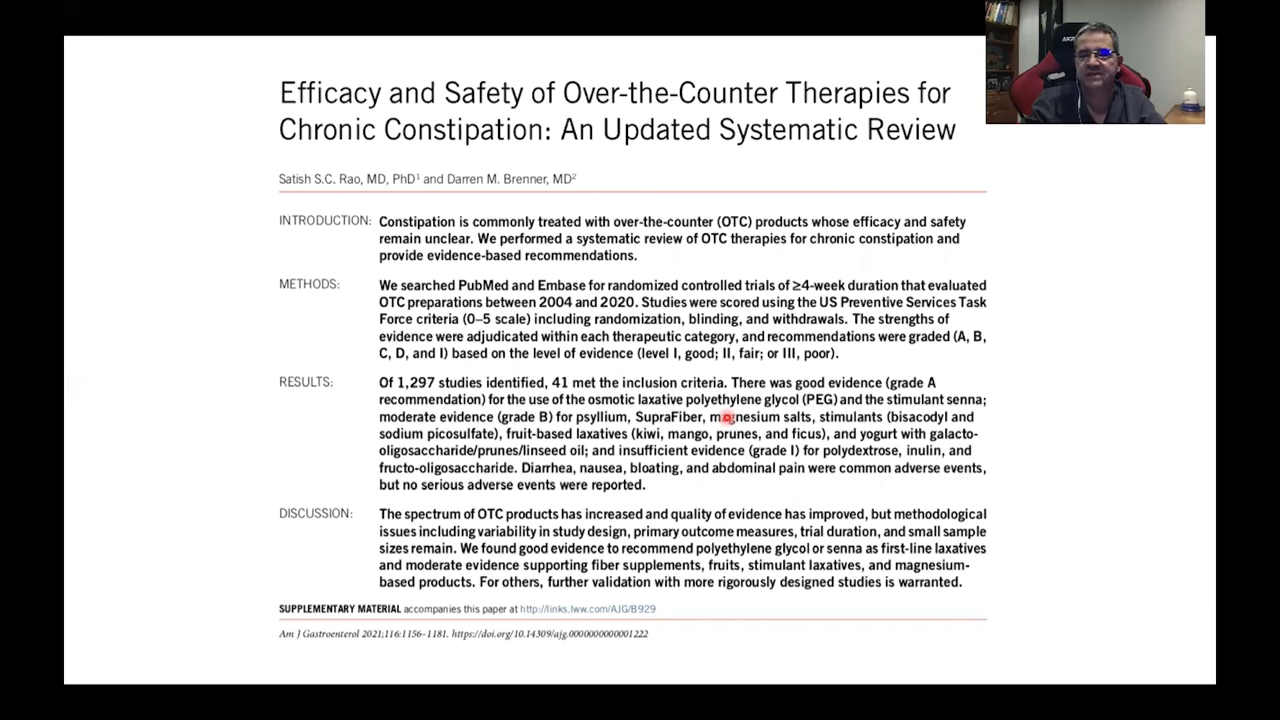 Efficacy and Safety of Over-the-Counter Therapies for
Chronic Constipation: An Updated Systematic Review
Satish S.C. Rao, MD, PhD¹ and Darren M. Brenner, MD²
INTRODUCTION: Constipation is commonly treated with over-the-counter (OTC) products whose efficacy and safety
remain unclear. We performed a systematic review of OTC therapies for chronic constipation and
provide evidence-based recommendations.
METHODS: We searched PubMed and Embase for randomized controlled trials of ≥4-week duration that evaluated
OTC preparations between 2004 and 2020. Studies were scored using the US Preventive Services Task
Force criteria (0–5 scale) including randomization, blinding, and withdrawals. The strengths of
evidence were adjudicated within each therapeutic category, and recommendations were graded (A, B,
C, D, and I) based on the level of evidence (level I, good; II, fair; or III, poor).
RESULTS: Of 1,297 studies identified, 41 met the inclusion criteria. There was good evidence (grade A
recommendation) for the use of the osmotic laxative polyethylene glycol (PEG) and the stimulant senna;
moderate evidence (grade B) for psyllium, SupraFiber, magnesium salts, stimulants (bisacodyl and
sodium picosulfate), fruit-based laxatives (kiwi, mango, prunes, and ficus), and yogurt with galacto-
oligosaccharide/prunes/linseed oil; and insufficient evidence (grade I) for polydextrose, inulin, and
fructo-oligosaccharide. Diarrhea, nausea, bloating, and abdominal pain were common adverse events,
but no serious adverse events were reported.
DISCUSSION: The spectrum of OTC products has increased and quality of evidence has improved, but methodological
issues including variability in study design, primary outcome measures, trial duration, and small sample
sizes remain. We found good evidence to recommend polyethylene glycol or senna as first-line laxatives
and moderate evidence supporting fiber supplements, fruits, stimulant laxatives, and magnesium-
based products. For others, further validation with more rigorously designed studies is warranted.
SUPPLEMENTARY MATERIAL accompanies this paper at http://links.lww.com/AJG/B929
Am J Gastroenterol 2021;116:1156–1181. https://doi.org/10.14309/ajg.0000000000001222